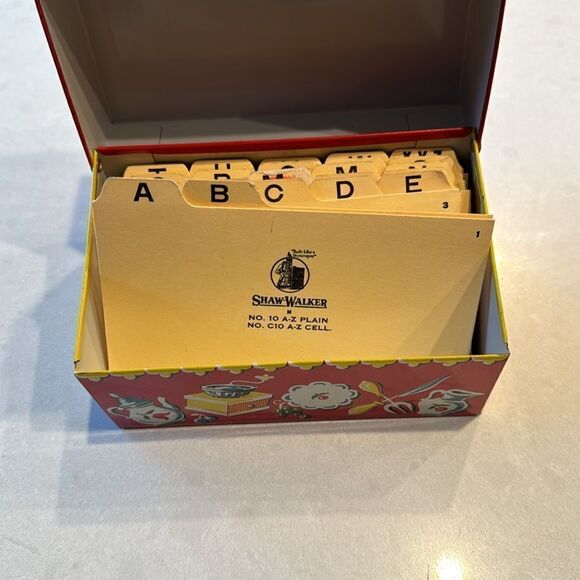 A B C D E
3
1
"Built Like a
Skyscraper"
SHAW-WALKER
M
NO. 10 A-Z PLAIN
NO. C10 A-Z CELL.